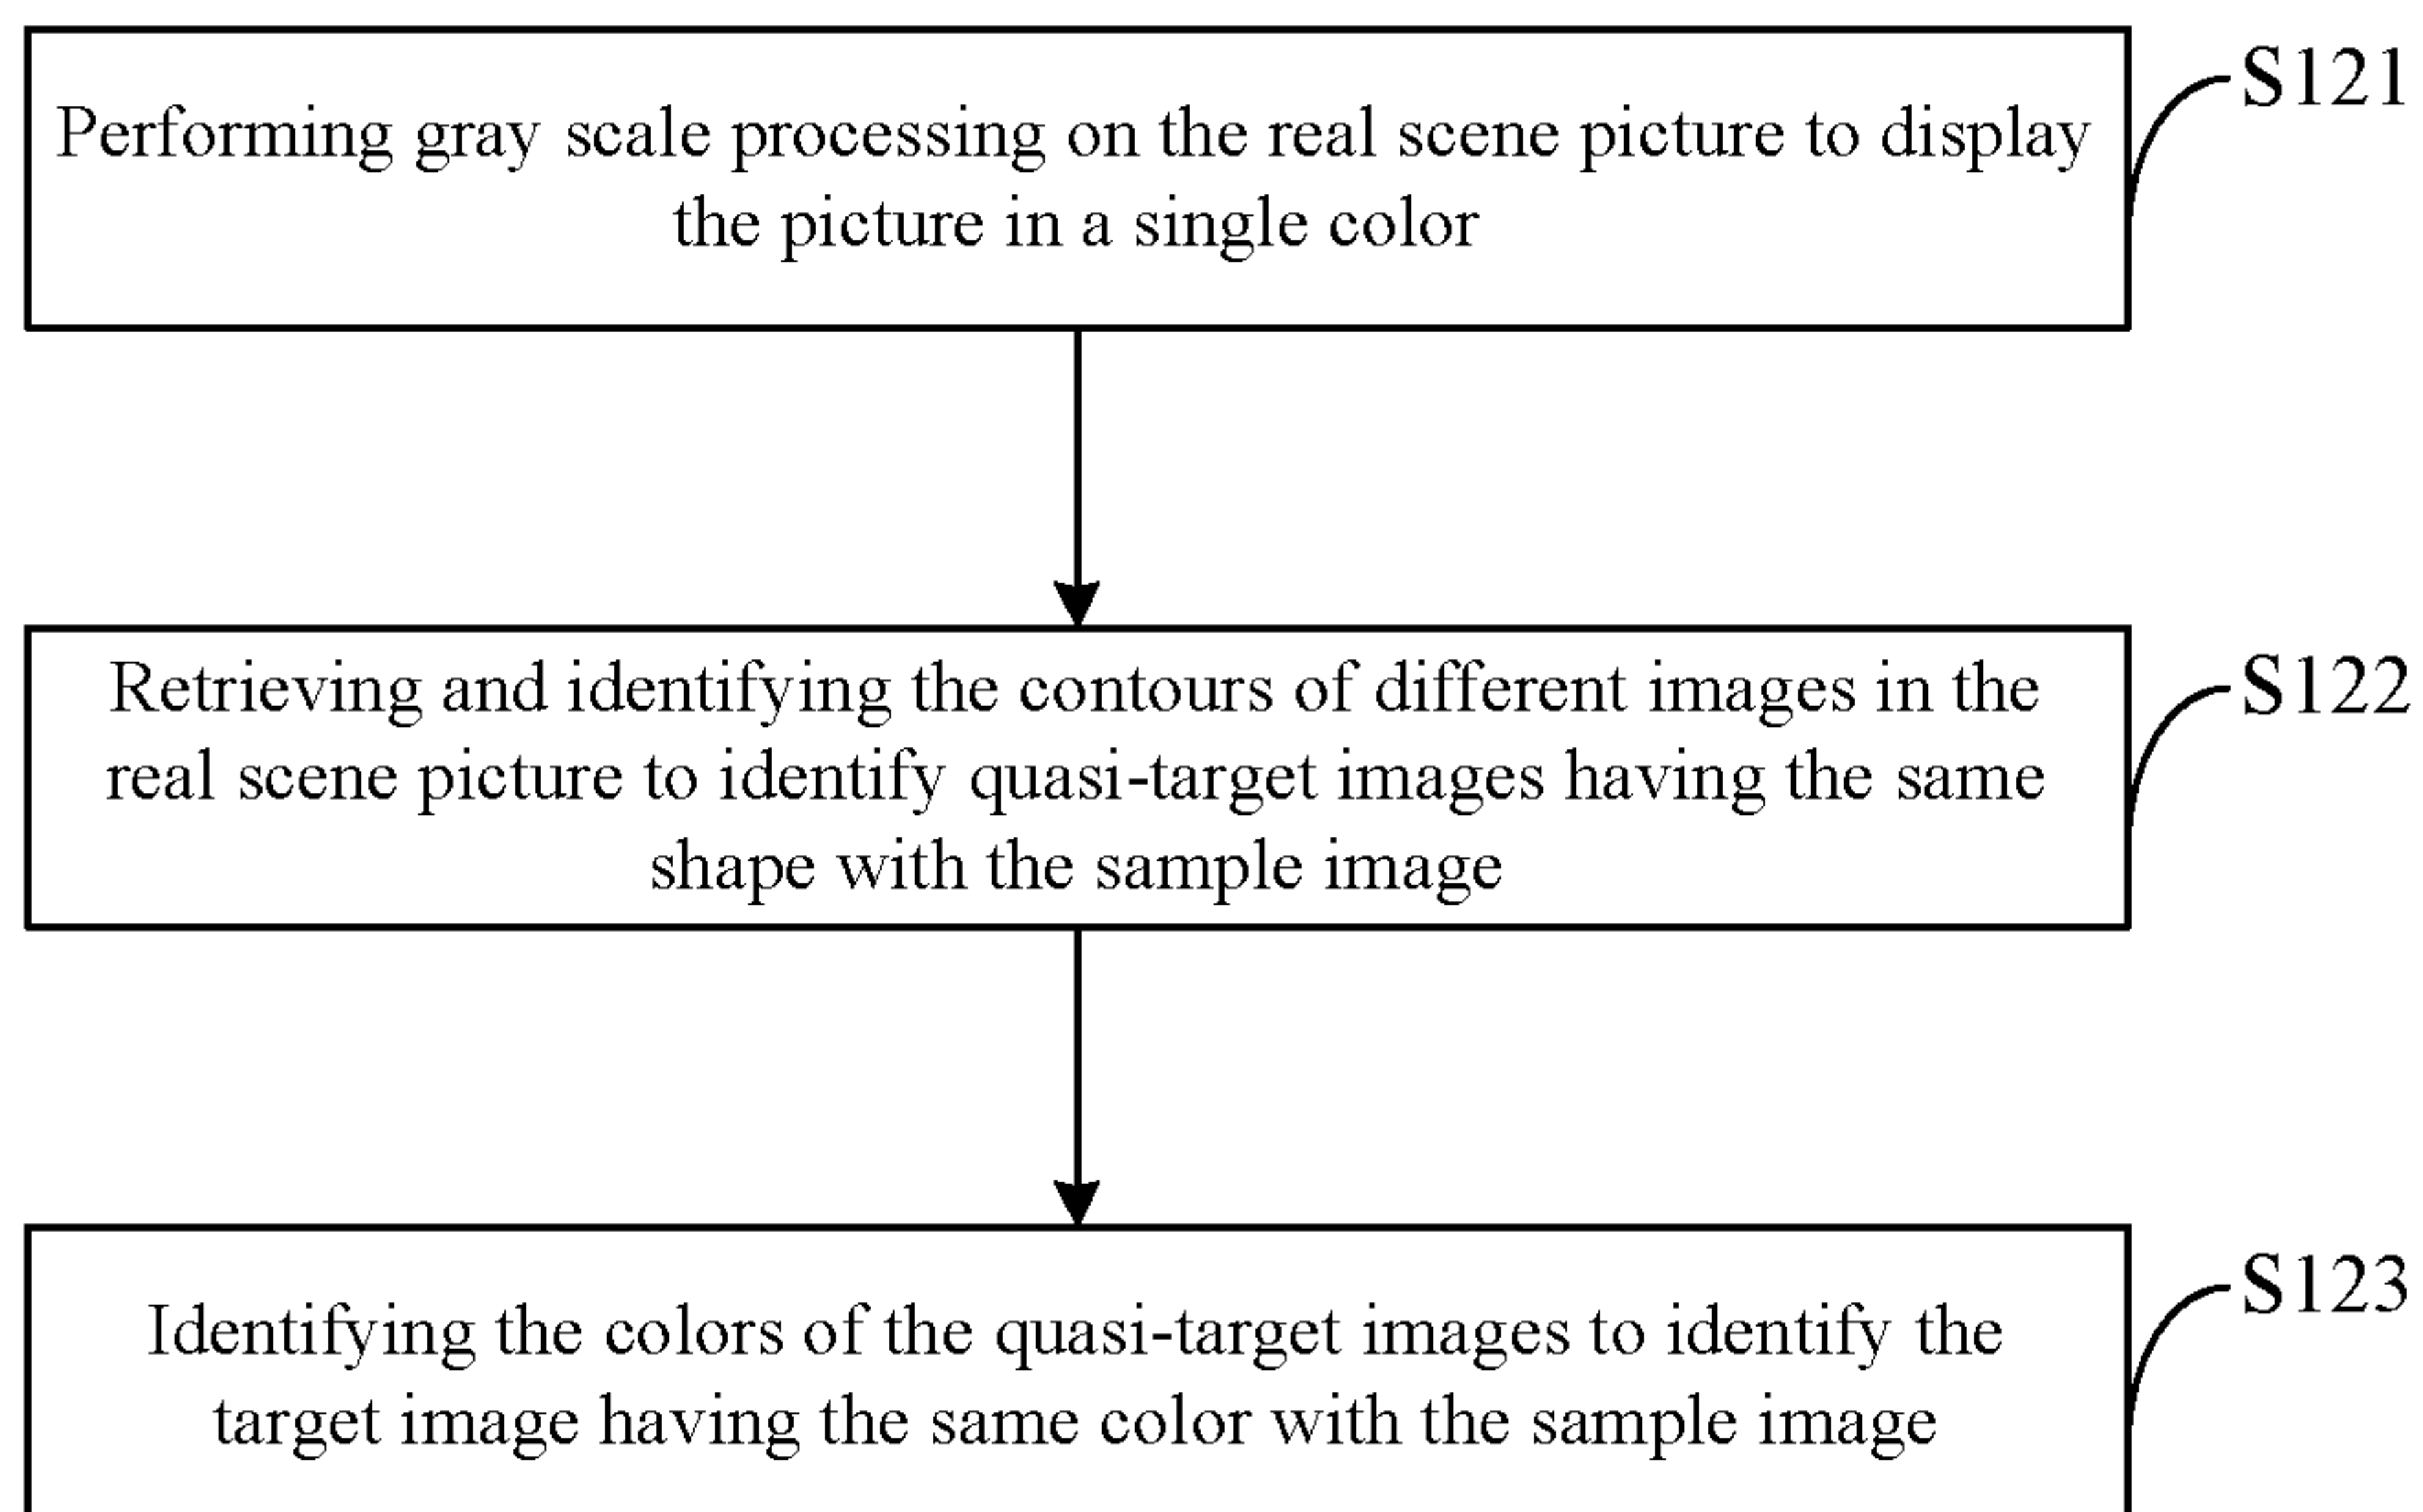 Performing gray scale processing on the real scene picture to display
the picture in a single color
S121
Retrieving and identifying the contours of different images in the
real scene picture to identify quasi-target images having the same
shape with the sample image
S122
Identifying the colors of the quasi-target images to identify the
target image having the same color with the sample image
S123